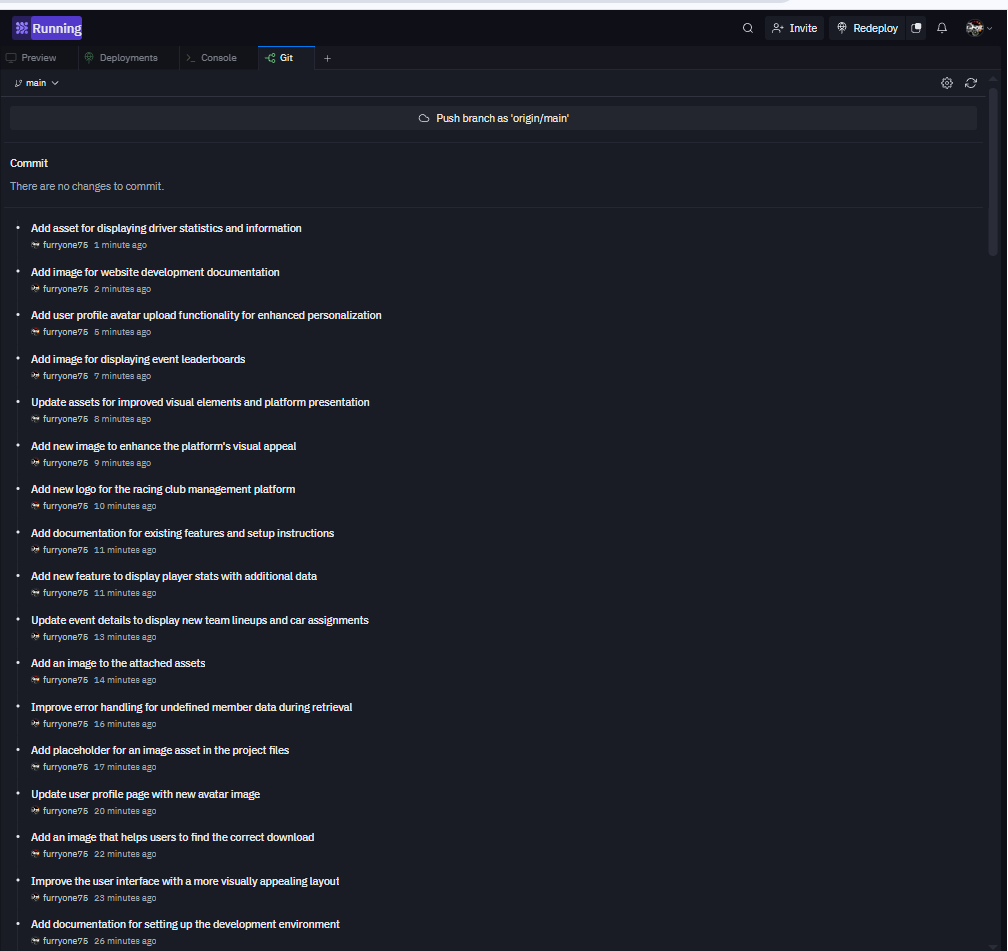 Running
Invite
Redeploy
Preview
Deployments
Console
Git
main
Push branch as 'origin/main'
Commit
There are no changes to commit.
Add asset for displaying driver statistics and information
furryone75 1 minute ago
Add image for website development documentation
furryone75 2 minutes ago
Add user profile avatar upload functionality for enhanced personalization
furryone75 5 minutes ago
Add image for displaying event leaderboards
furryone75 7 minutes ago
Update assets for improved visual elements and platform presentation
furryone75 8 minutes ago
Add new image to enhance the platform's visual appeal
furryone75 9 minutes ago
Add new logo for the racing club management platform
furryone75 10 minutes ago
Add documentation for existing features and setup instructions
furryone75 11 minutes ago
Add new feature to display player stats with additional data
furryone75 11 minutes ago
Update event details to display new team lineups and car assignments
furryone75 13 minutes ago
Add an image to the attached assets
furryone75 14 minutes ago
Improve error handling for undefined member data during retrieval
furryone75 16 minutes ago
Add placeholder for an image asset in the project files
furryone75 17 minutes ago
Update user profile page with new avatar image
furryone75 20 minutes ago
Add an image that helps users to find the correct download
furryone75 22 minutes ago
Improve the user interface with a more visually appealing layout
furryone75 23 minutes ago
Add documentation for setting up the development environment
furryone75 26 minutes ago